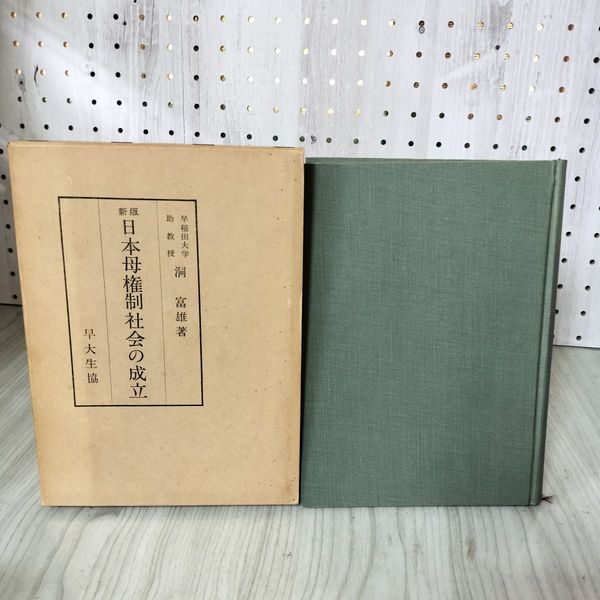 早稲田大学
助教授
洞 富雄 著
新版
日本母権制社会の成立
早大生協